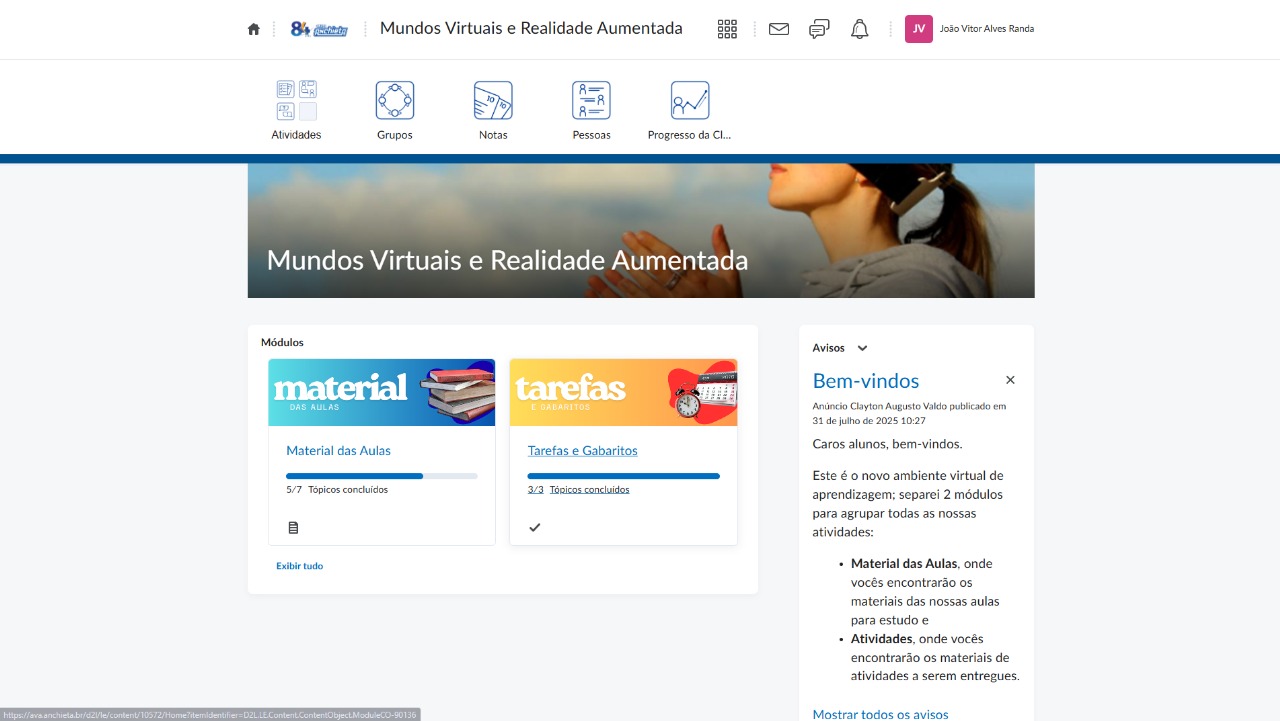 84 Anchieta
Mundos Virtuais e Realidade Aumentada
JV
João Vitor Alves Randa
Atividades
Grupos
10 10
Notas
Pessoas
Progresso da Cl...
Mundos Virtuais e Realidade Aumentada
Módulos
material
DAS AULAS
Material das Aulas
5/7 Tópicos concluídos
tarefas
E GABARITOS
Tarefas e Gabaritos
3/3 Tópicos concluídos
Exibir tudo
Avisos
Bem-vindos
Anúncio Clayton Augusto Valdo publicado em
31 de julho de 2025 10:27
Caros alunos, bem-vindos.
Este é o novo ambiente virtual de
aprendizagem; separei 2 módulos
para agrupar todas as nossas
atividades:
• Material das Aulas, onde
vocês encontrarão os
materiais das nossas aulas
para estudo e
• Atividades, onde vocês
encontrarão os materiais de
atividades a serem entregues.
Mostrar todos os avisos
https://ava.anchieta.br/d2l/le/content/10572/Home?itemIdentifier=D2L.LE.Content.ContentObject.ModuleCO-90136